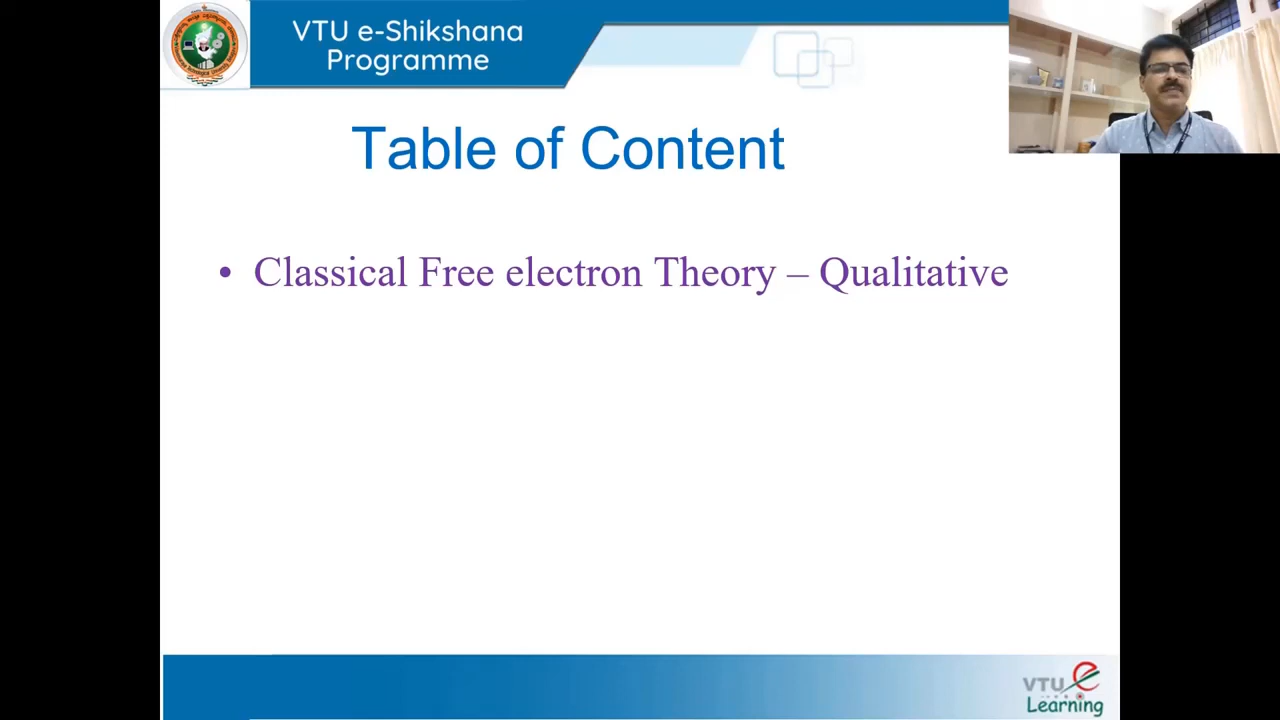 VTU e-Shikshana
Programme
Table of Content
• Classical Free electron Theory – Qualitative
VTU e
Learning